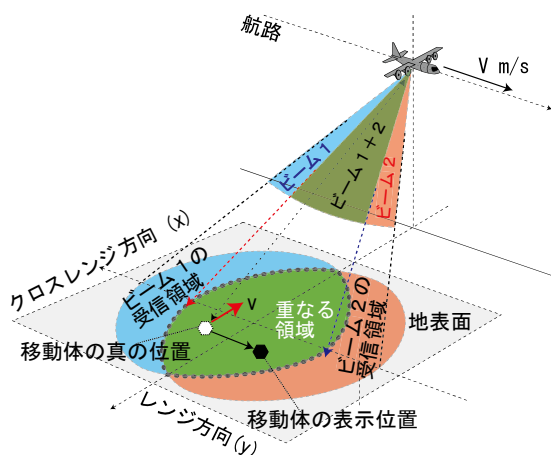 航路
V m/s
ビーム1
ビーム1+2
ビーム2
クロスレンジ方向 (x)
ビーム1の
受信領域
v
重なる
領域
ビーム2の
受信領域
地表面
移動体の真の位置
移動体の表示位置
レンジ方向(y)